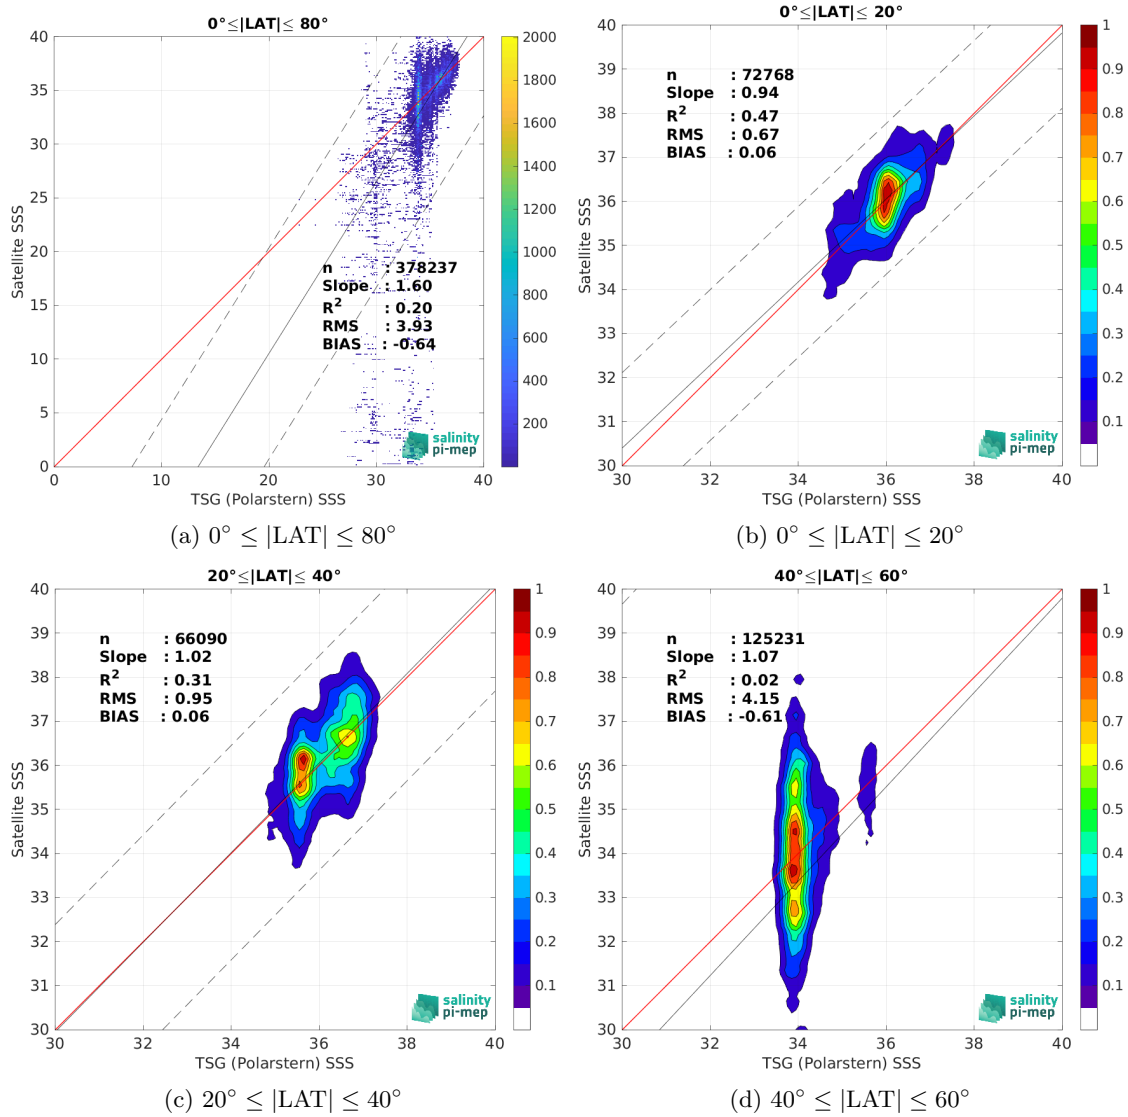 0°≤|LAT|≤ 80°
40
35
30
25
20
15
10
5
0
Satellite SSS
n : 378237
Slope : 1.60
R² : 0.20
RMS : 3.93
BIAS : -0.64
salinity
pi-mep
0 10 20 30 40
TSG (Polarstern) SSS
2000
1800
1600
1400
1200
1000
800
600
400
200
(a) 0° ≤ |LAT| ≤ 80°
0°≤|LAT|≤ 20°
40
39
38
37
36
35
34
33
32
31
30
Satellite SSS
n : 72768
Slope : 0.94
R² : 0.47
RMS : 0.67
BIAS : 0.06
salinity
pi-mep
30 32 34 36 38 40
TSG (Polarstern) SSS
1
0.9
0.8
0.7
0.6
0.5
0.4
0.3
0.2
0.1
(b) 0° ≤ |LAT| ≤ 20°
20°≤|LAT|≤ 40°
40
39
38
37
36
35
34
33
32
31
30
Satellite SSS
n : 66090
Slope : 1.02
R² : 0.31
RMS : 0.95
BIAS : 0.06
salinity
pi-mep
30 32 34 36 38 40
TSG (Polarstern) SSS
1
0.9
0.8
0.7
0.6
0.5
0.4
0.3
0.2
0.1
(c) 20° ≤ |LAT| ≤ 40°
40°≤|LAT|≤ 60°
40
39
38
37
36
35
34
33
32
31
30
Satellite SSS
n : 125231
Slope : 1.07
R² : 0.02
RMS : 4.15
BIAS : -0.61
salinity
pi-mep
30 32 34 36 38 40
TSG (Polarstern) SSS
1
0.9
0.8
0.7
0.6
0.5
0.4
0.3
0.2
0.1
(d) 40° ≤ |LAT| ≤ 60°